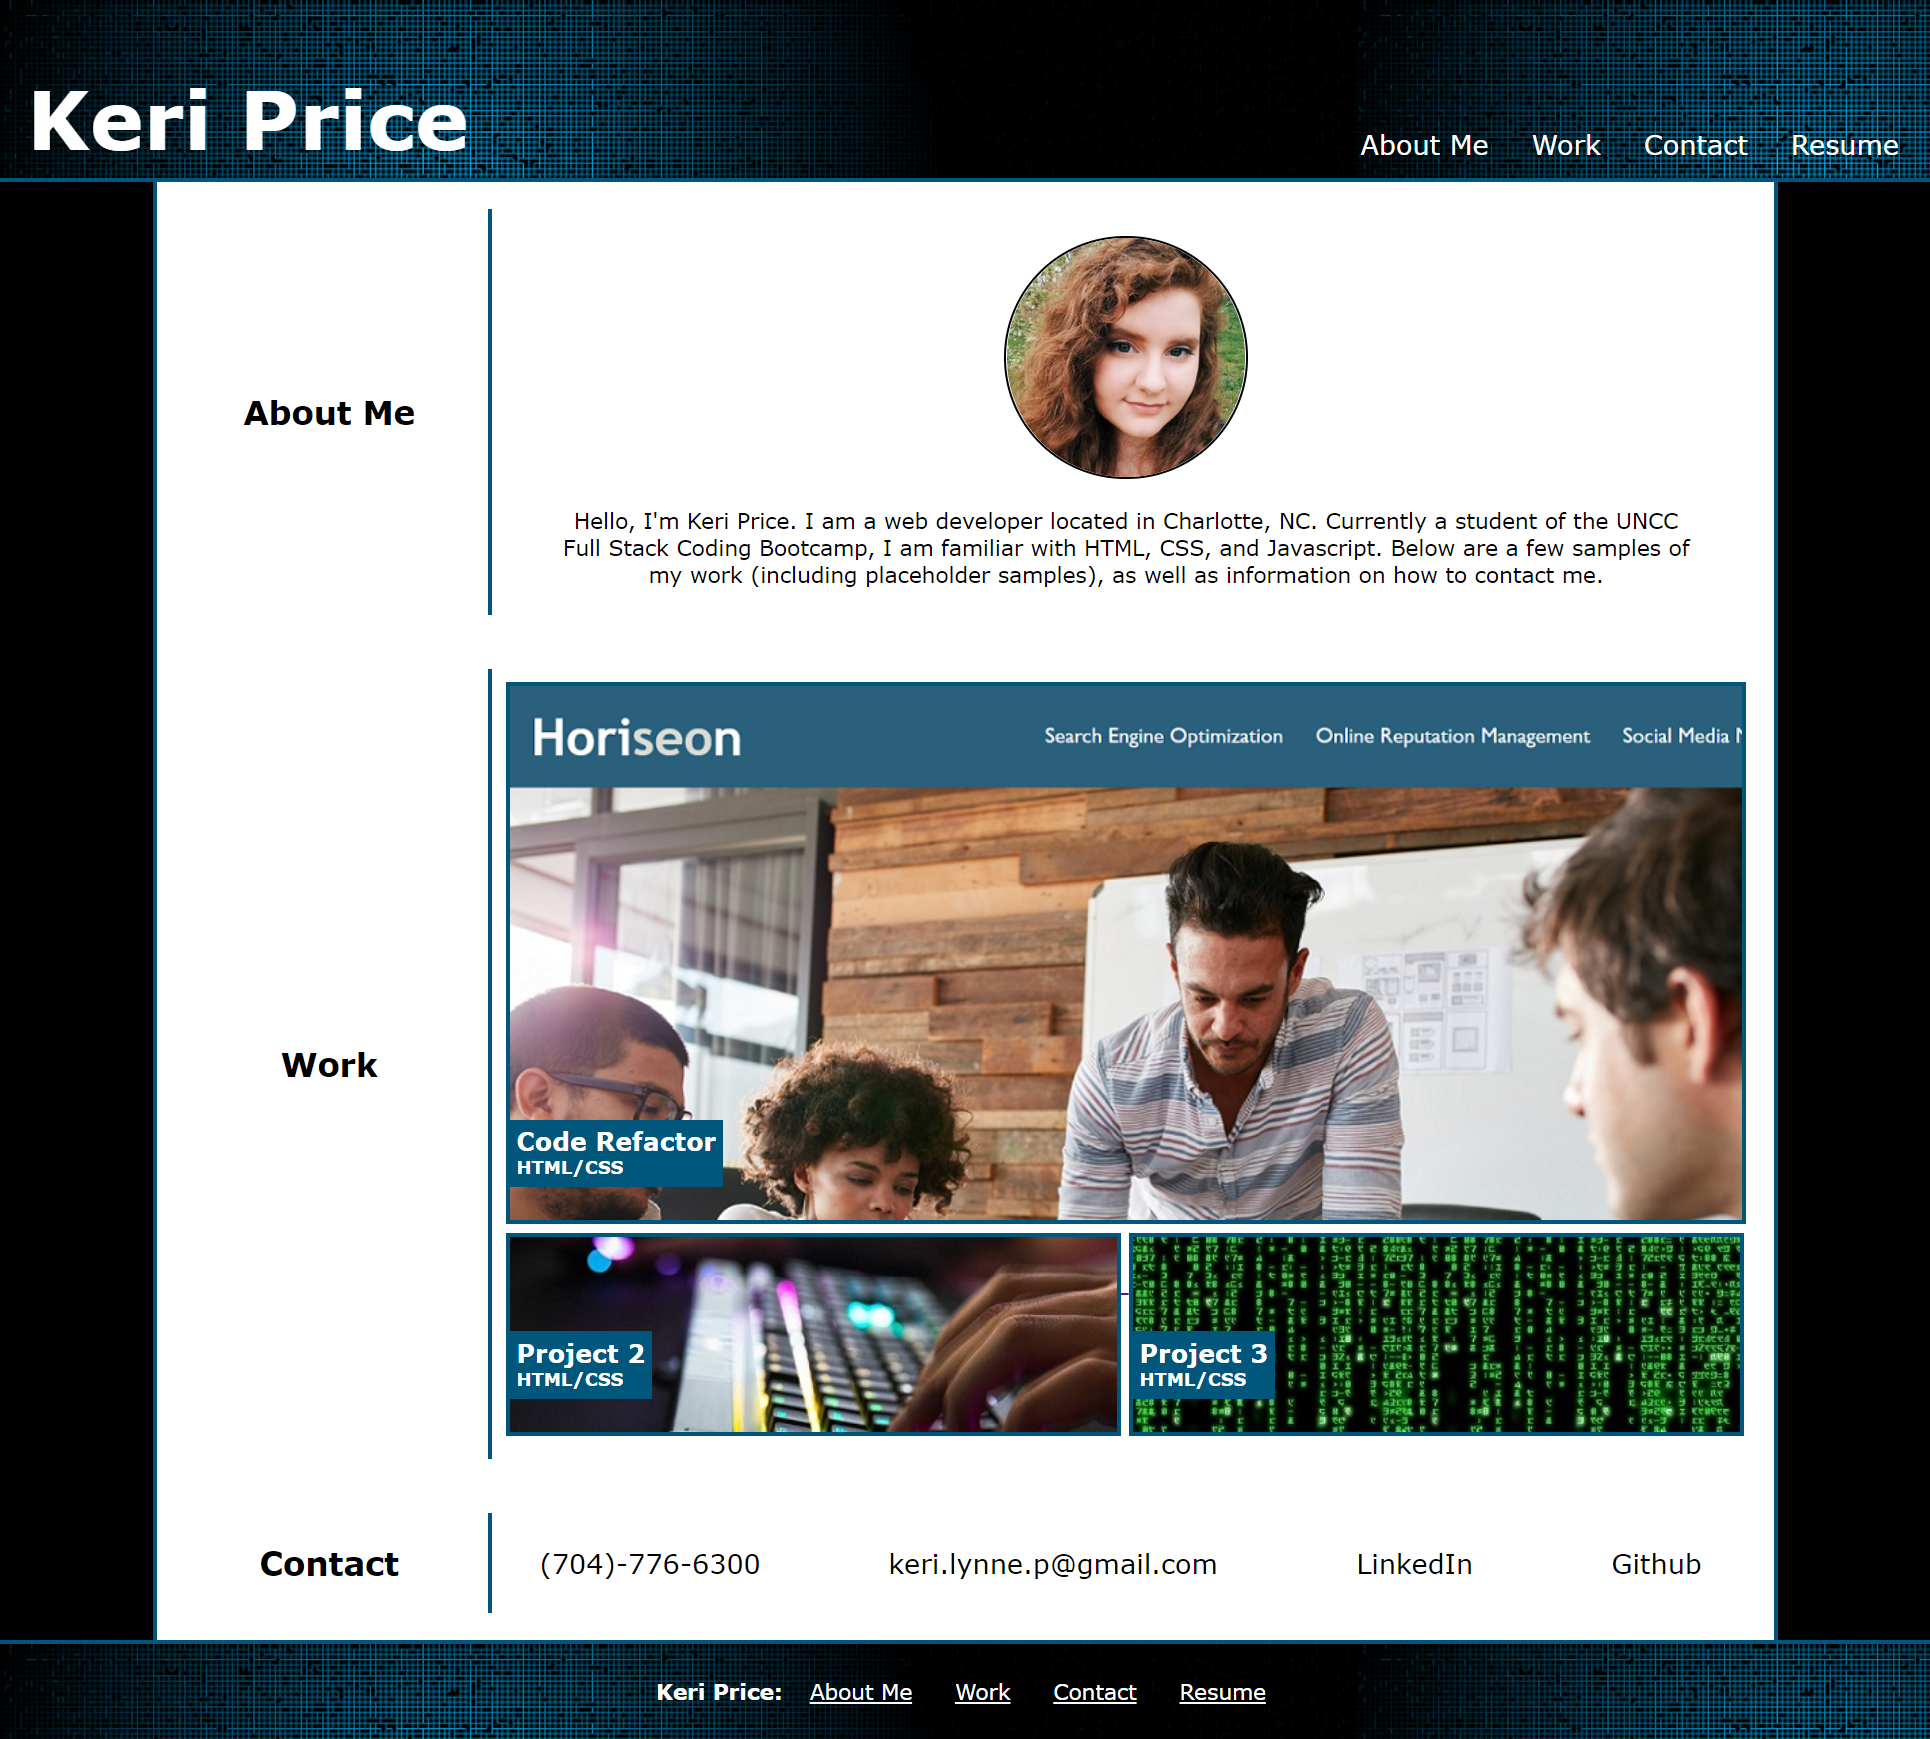 Keri Price
About Me Work Contact Resume
About Me
Hello, I'm Keri Price. I am a web developer located in Charlotte, NC. Currently a student of the UNCC
Full Stack Coding Bootcamp, I am familiar with HTML, CSS, and Javascript. Below are a few samples of
my work (including placeholder samples), as well as information on how to contact me.
Work
Horiseon
Search Engine Optimization Online Reputation Management Social Media
Code Refactor
HTML/CSS
Project 2
HTML/CSS
Project 3
HTML/CSS
Contact
(704)-776-6300 keri.lynne.p@gmail.com LinkedIn Github
Keri Price: About Me Work Contact Resume